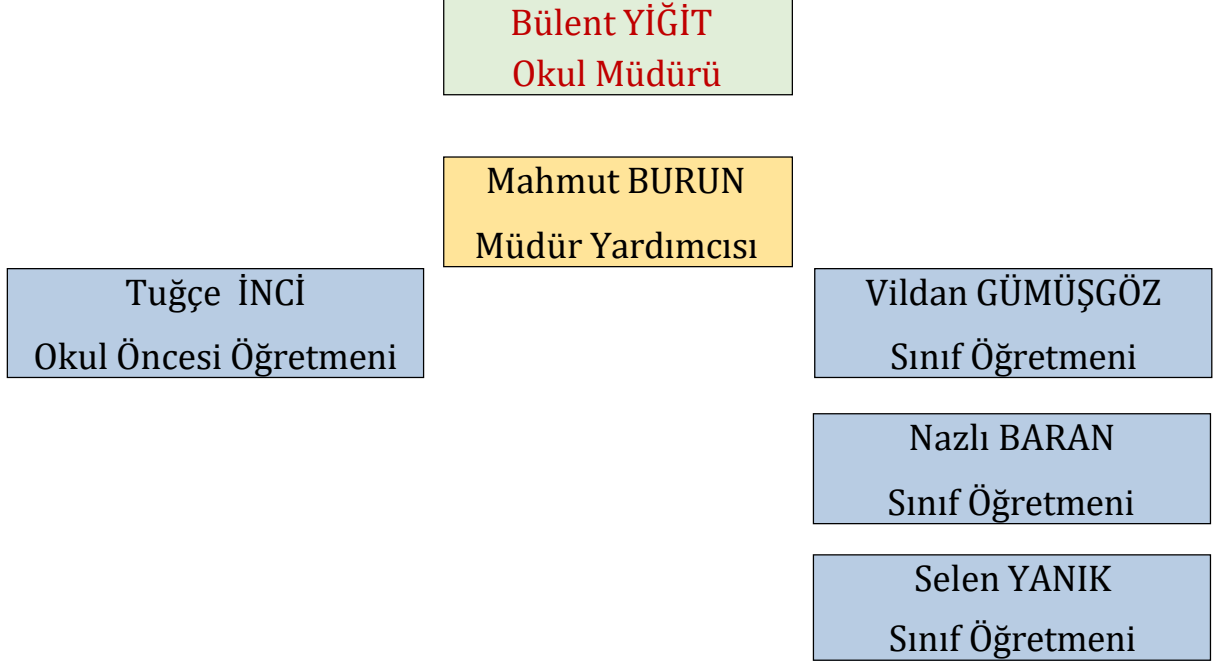 Bülent YİĞİT
Okul Müdürü
Mahmut BURUN
Müdür Yardımcısı
Tuğçe İNCİ
Okul Öncesi Öğretmeni
Vildan GÜMÜŞGÖZ
Sınıf Öğretmeni
Nazlı BARAN
Sınıf Öğretmeni
Selen YANIK
Sınıf Öğretmeni